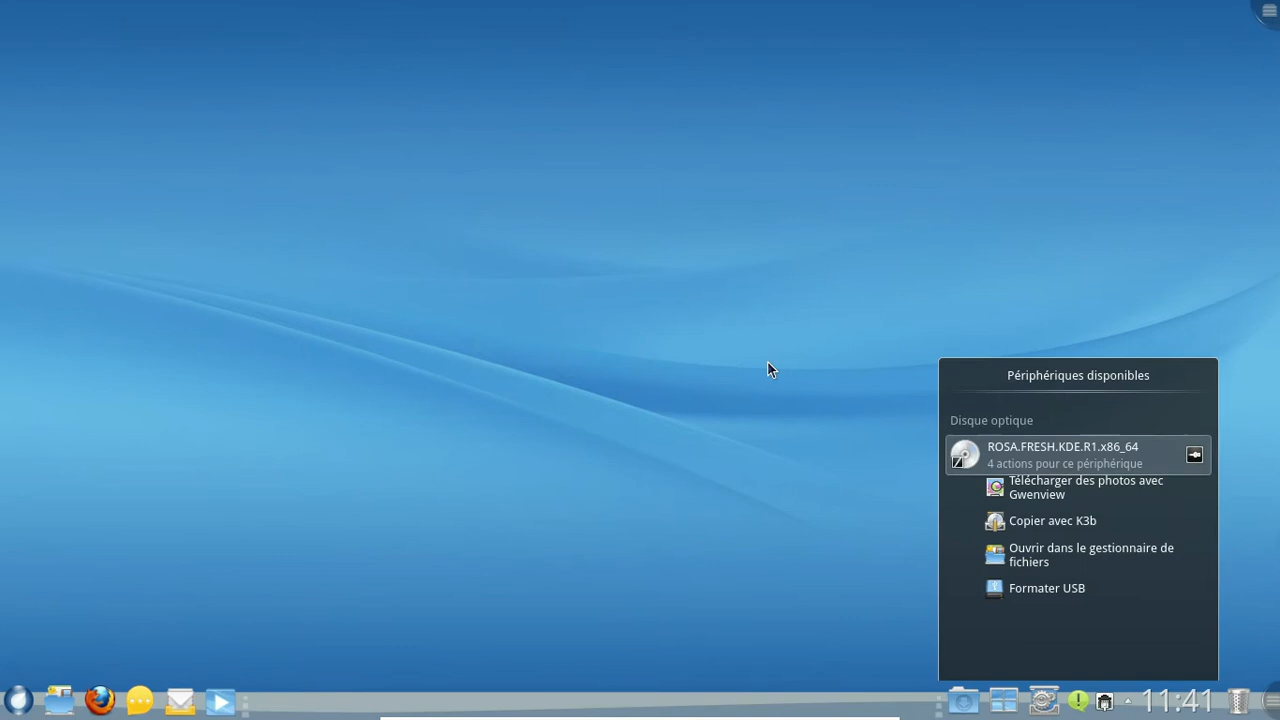 Périphériques disponibles
Disque optique
ROSA.FRESH.KDE.R1.x86_64
4 actions pour ce périphérique
Télécharger des photos avec
Gwenview
Copier avec K3b
Ouvrir dans le gestionnaire de
fichiers
Formater USB
11:41